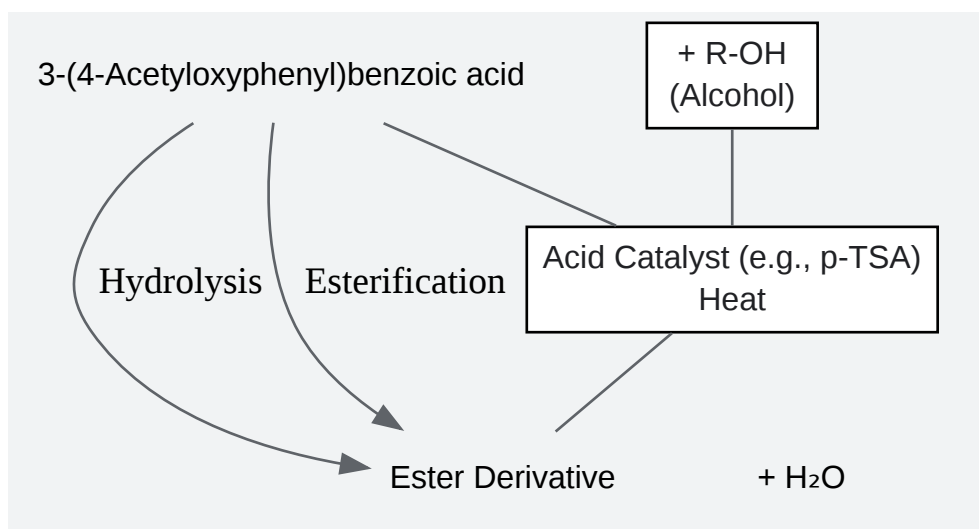 3-(4-Acetyloxyphenyl)benzoic acid
+ R-OH
(Alcohol)
Hydrolysis
Esterification
Acid Catalyst (e.g., p-TSA)
Heat
Ester Derivative
+ H₂O